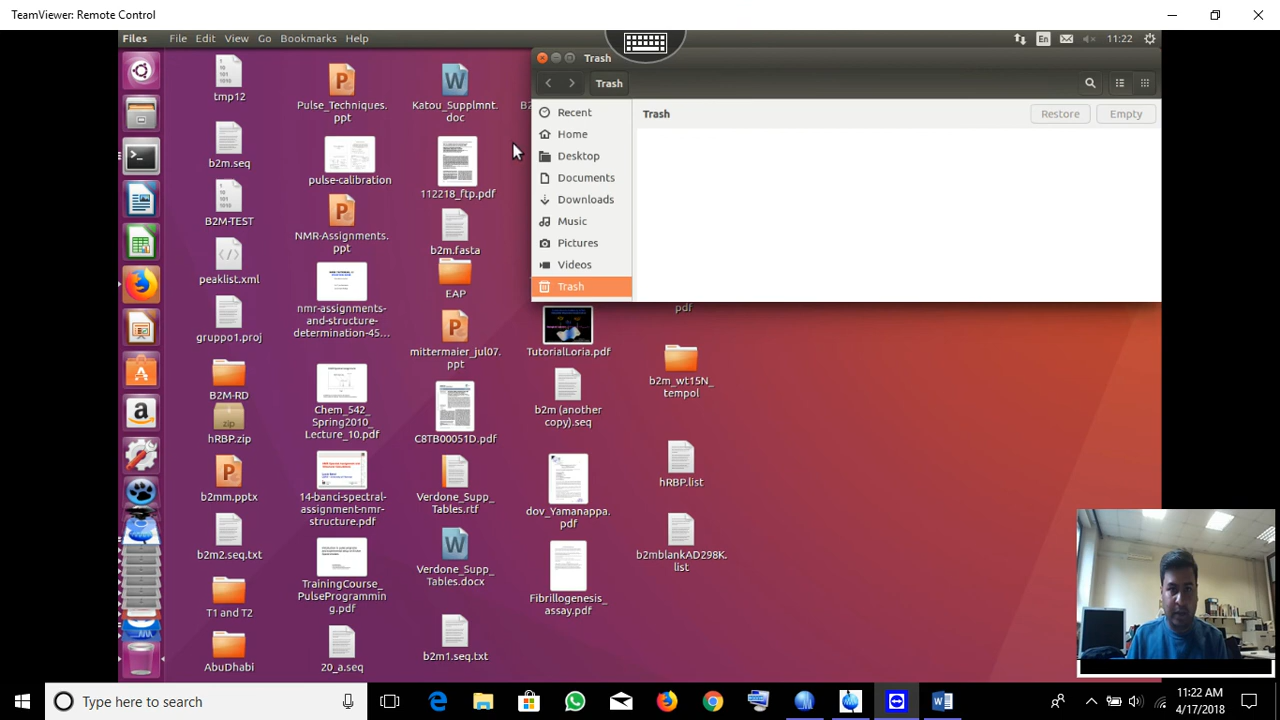 TeamViewer: Remote Control
Files File Edit View Go Bookmarks Help
En 11:22
tmp12
b2m.seq
B2M-TEST
peaklist.xml
gruppo1.proj
B2M-RD
zip
hRBP.zip
b2mm.pptx
b2m2.seq.txt
T1 and T2
AbuDhabi
Pulse_Techniques.
ppt
pulse-calibration
NMR-Assignments.
ppt
nmr-assignments-
and-structure-
determination-45...
Chem_542_
Spring2010_
Lecture_10.pdf
14-banci-spectral-
assignment-nmr-
structure.pdf
TrainingCourse_
PulseProgrammin
g.pdf
20_a.seq
Katou_Supplmnt.
doc
112218_ftp.pdf
b2m.fasta
EAP
mittermaier_jul07.
ppt
C8TB00051D.pdf
Verdone_Supp_
Tables.rtf
Verdone_Supp_
Tables.docx
b2m1.seq.txt
Trash
Trash
Recent
Home
Desktop
Documents
Downloads
Music
Pictures
Videos
Trash
Trash
Restore Empty
pdf
TutorialLoria.pdf
b2m (another
copy).seq
dov_Yamanappa.
pdf
Fibrillogenesis_
assay.pdf
b2m_wt15N_
tempol
hRBP.list
b2mblankAD298K.
list
Type here to search
11:22 AM
4/17/2018